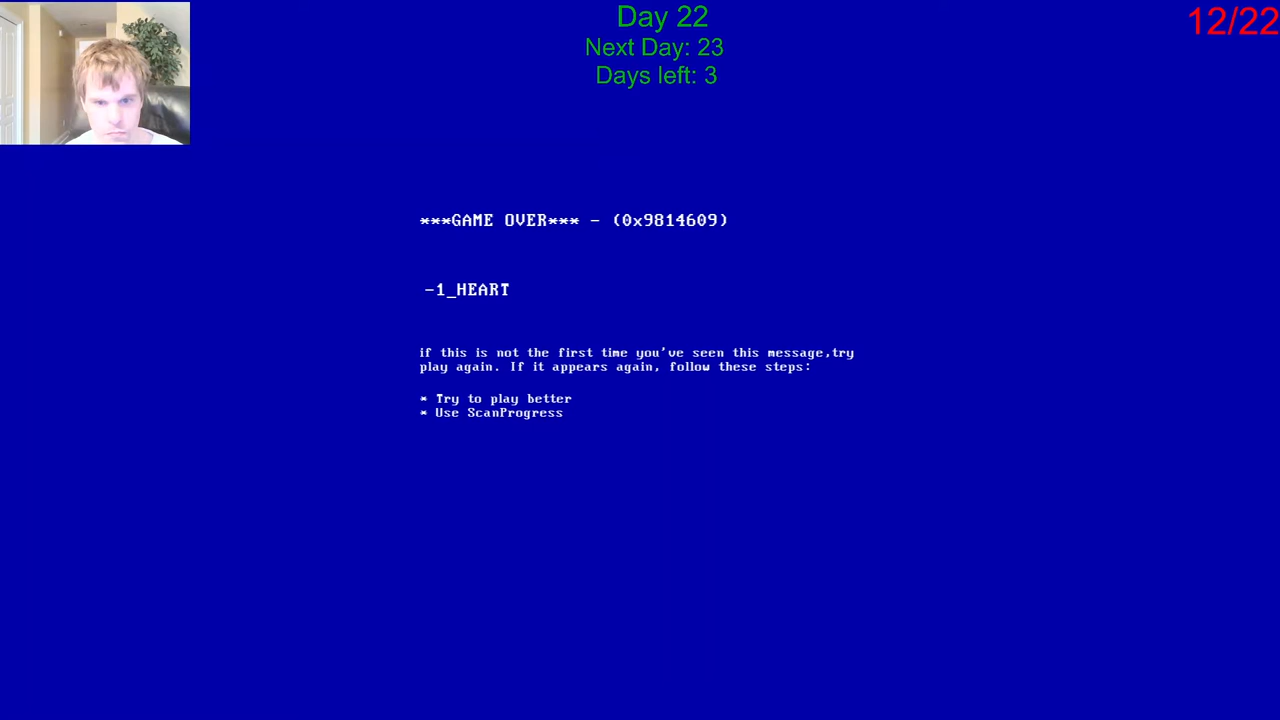 Day 22
Next Day: 23
Days left: 3
12/22
***GAME OVER*** - (0x9814609)
-1_HEART
if this is not the first time you've seen this message,try
play again. If it appears again, follow these steps:
* Try to play better
* Use ScanProgress